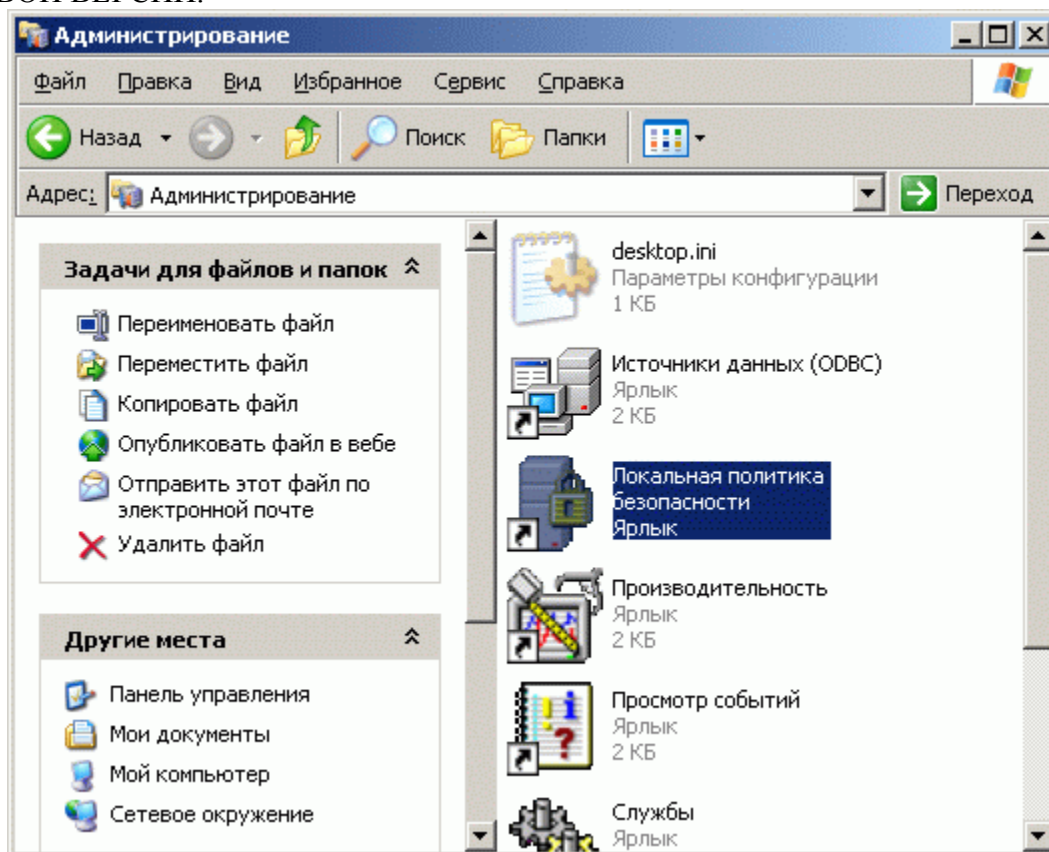 ВОЙ ВЕРСИИ.
Администрирование
Файл Правка Вид Избранное Сервис Справка
Назад Поиск Папки
Адрес: Администрирование Переход
Задачи для файлов и папок
Переименовать файл
Переместить файл
Копировать файл
Опубликовать файл в вебе
Отправить этот файл по
электронной почте
Удалить файл
Другие места
Панель управления
Мои документы
Мой компьютер
Сетевое окружение
desktop.ini
Параметры конфигурации
1 КБ
Источники данных (ODBC)
Ярлык
2 КБ
Локальная политика
безопасности
Ярлык
Производительность
Ярлык
2 КБ
Просмотр событий
Ярлык
2 КБ
Службы
Ярлык